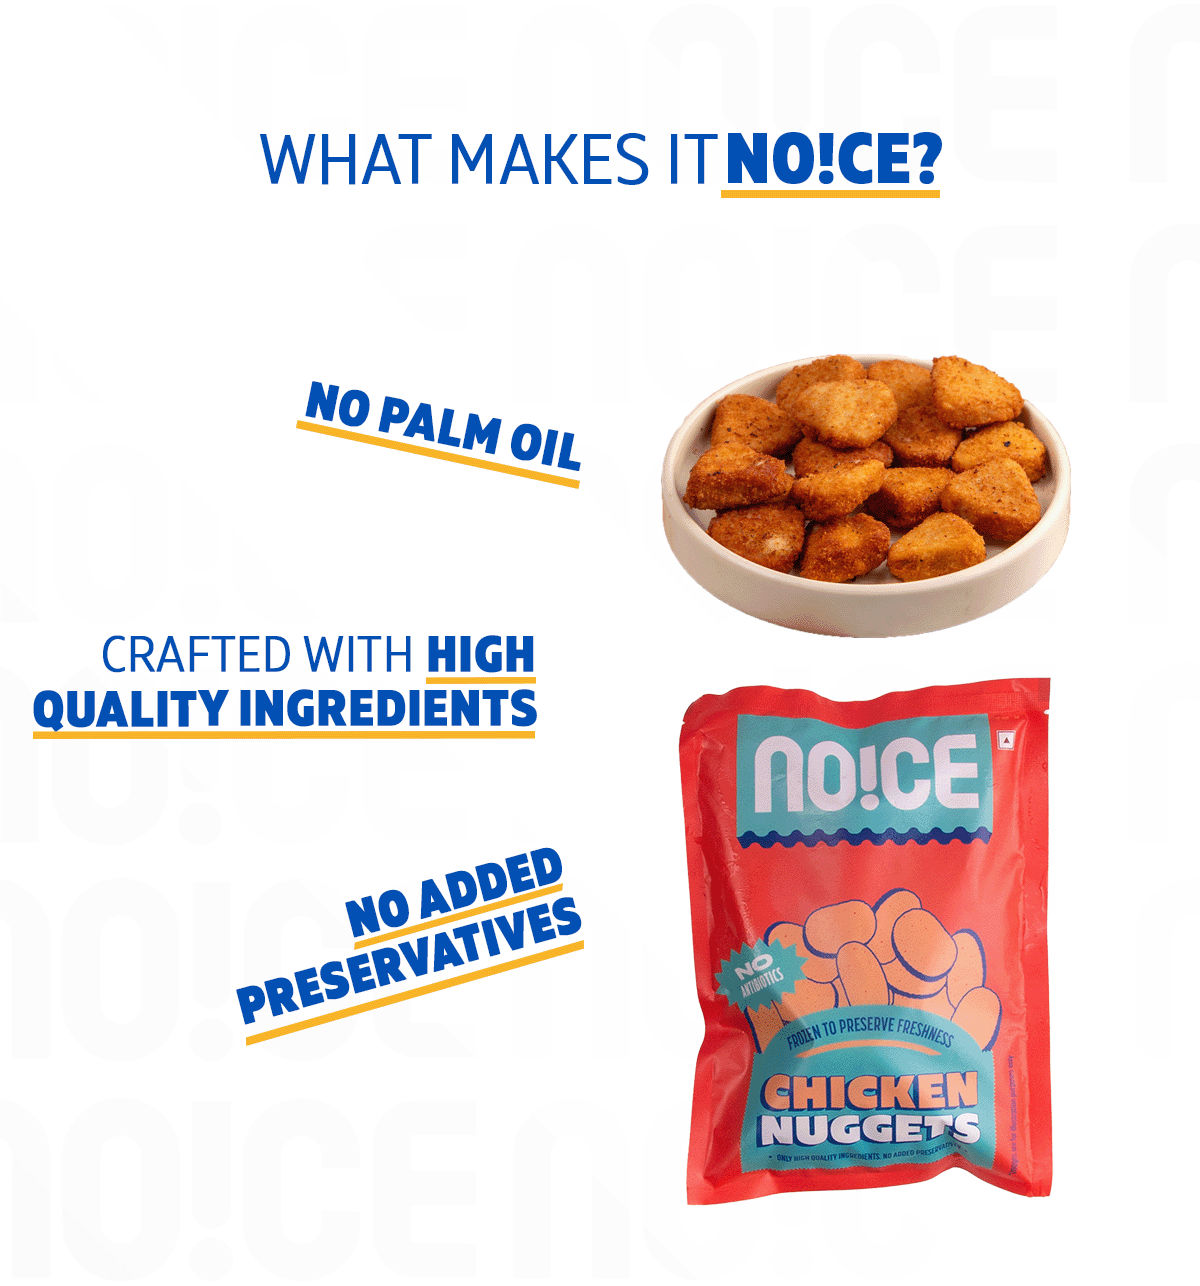 WHAT MAKES IT NO!CE?
NO PALM OIL
CRAFTED WITH HIGH
QUALITY INGREDIENTS
NO ADDED
PRESERVATIVES
NO!CE
NO
ANTIBIOTICS
FROZEN TO PRESERVE FRESHNESS
CHICKEN
NUGGETS
• ONLY HIGH QUALITY INGREDIENTS. NO ADDED PRESERVATIVES •